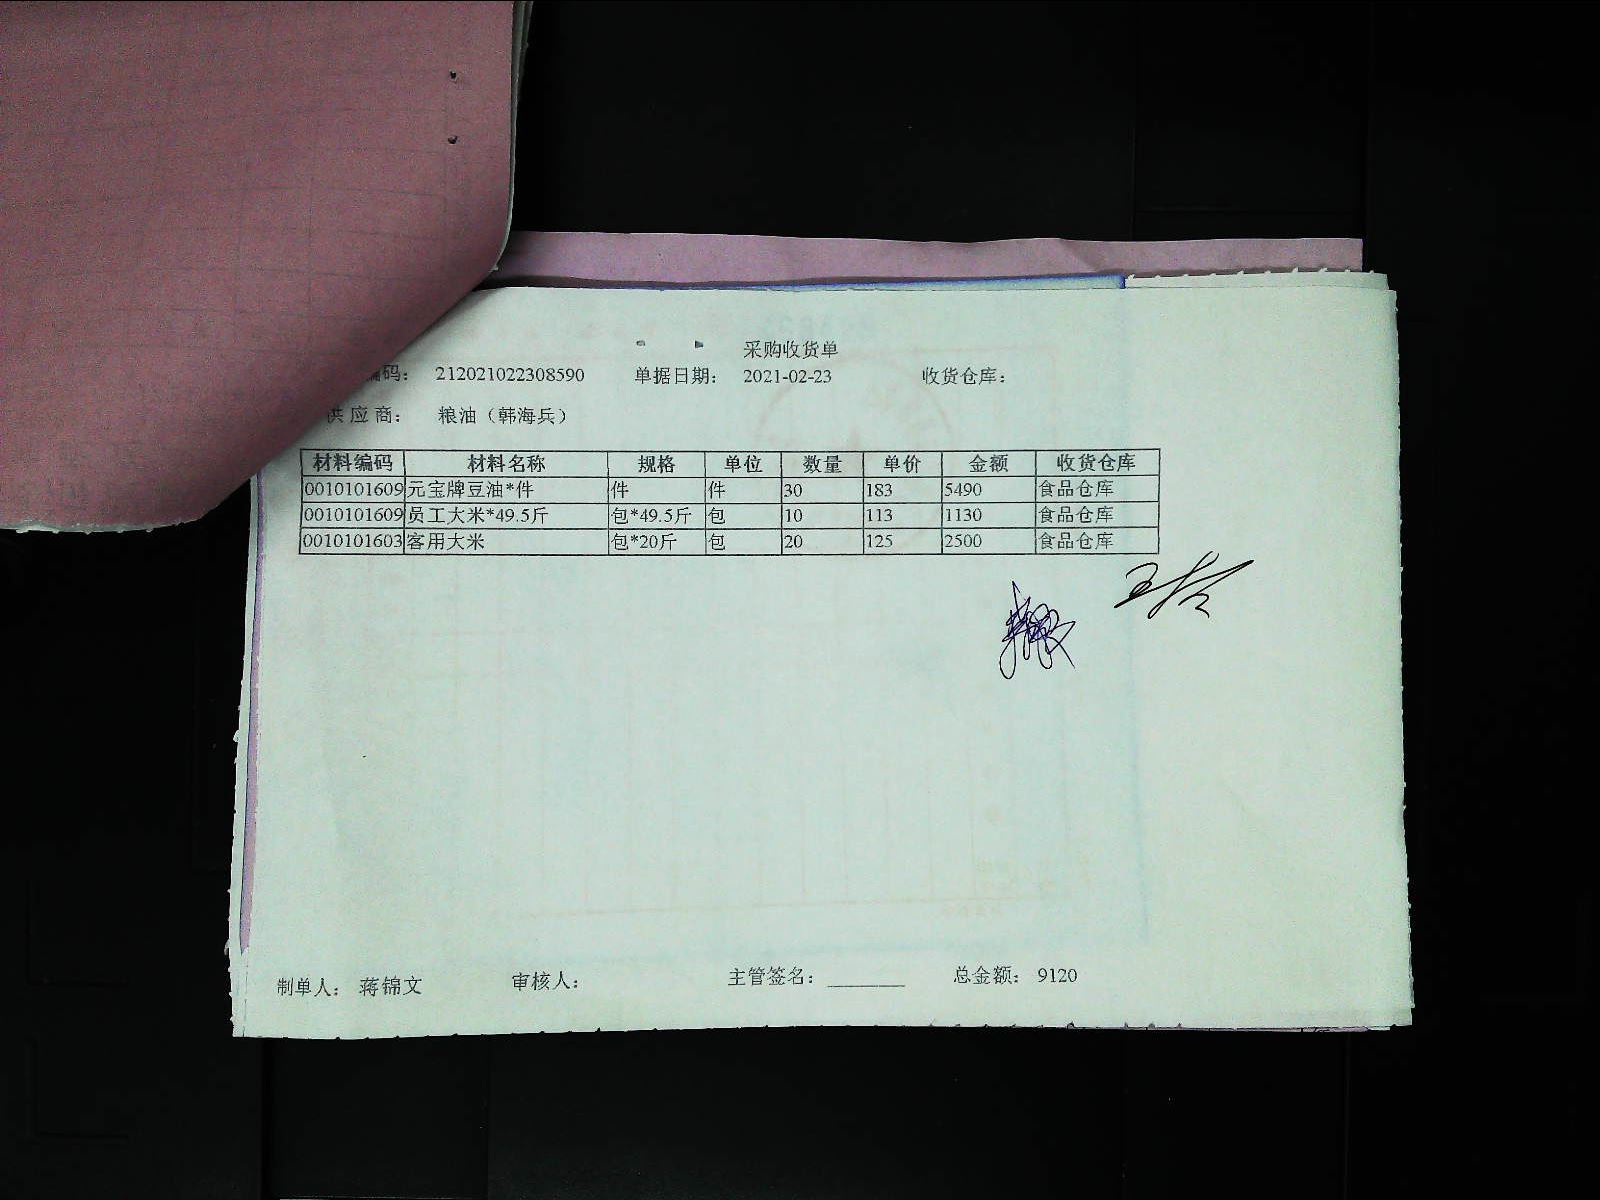 采购收货单
编码: 212021022308590 单据日期: 2021-02-23 收货仓库:
供应商: 粮油（韩海兵）
材料编码 材料名称 规格 单位 数量 单价 金额 收货仓库
0010101609 元宝牌豆油*件 件 件 30 183 5490 食品仓库
0010101609 员工大米*49.5斤 包*49.5斤 包 10 113 1130 食品仓库
0010101603 客用大米 包*20斤 包 20 125 2500 食品仓库
制单人: 蒋锦文 审核人: 主管签名: 总金额: 9120